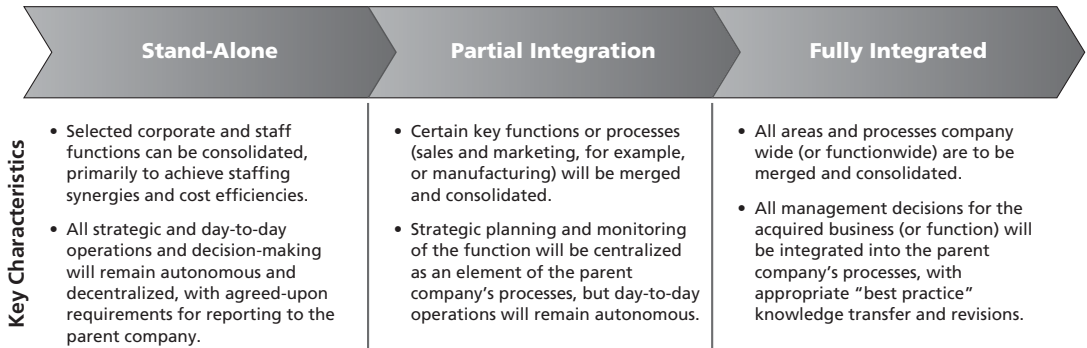 Stand-Alone
Partial Integration
Fully Integrated
Key Characteristics
• Selected corporate and staff
functions can be consolidated,
primarily to achieve staffing
synergies and cost efficiencies.
• All strategic and day-to-day
operations and decision-making
will remain autonomous and
decentralized, with agreed-upon
requirements for reporting to the
parent company.
• Certain key functions or processes
(sales and marketing, for example,
or manufacturing) will be merged
and consolidated.
• Strategic planning and monitoring
of the function will be centralized
as an element of the parent
company’s processes, but day-to-day
operations will remain autonomous.
• All areas and processes company
wide (or functionwide) are to be
merged and consolidated.
• All management decisions for the
acquired business (or function) will
be integrated into the parent
company’s processes, with
appropriate “best practice”
knowledge transfer and revisions.